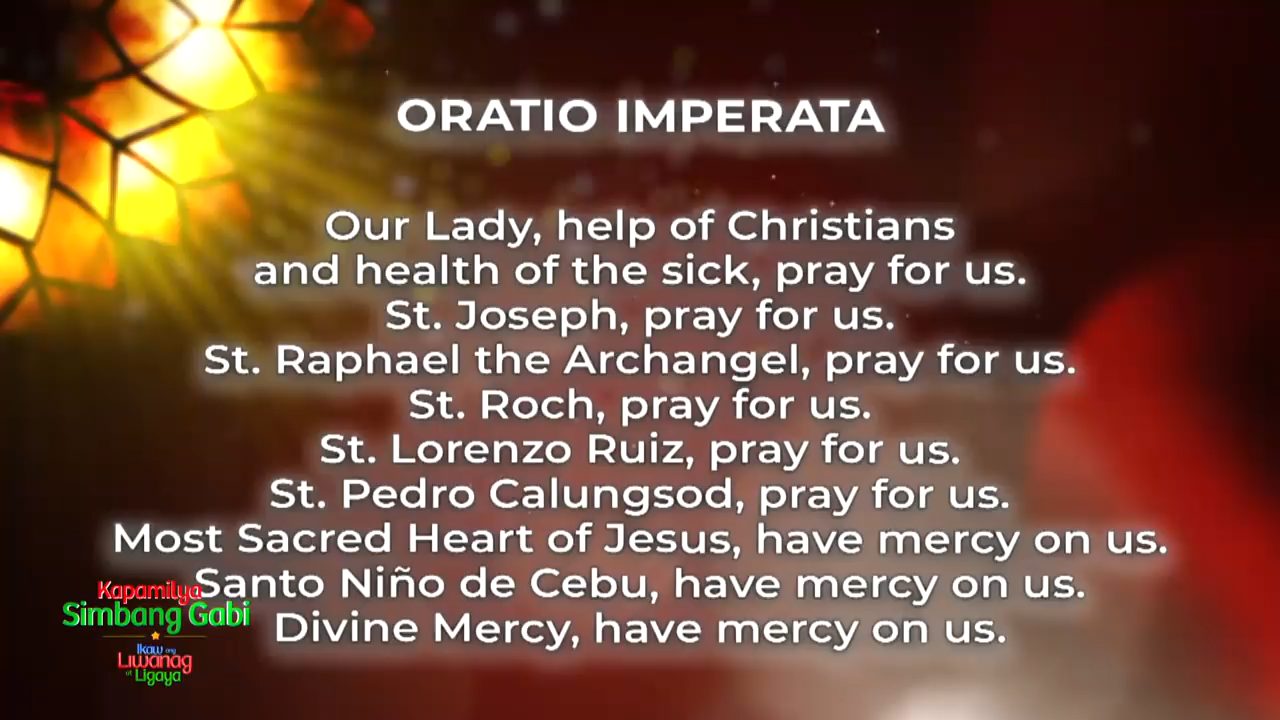 ORATIO IMPERATA
Our Lady, help of Christians
and health of the sick, pray for us.
St. Joseph, pray for us.
St. Raphael the Archangel, pray for us.
St. Roch, pray for us.
St. Lorenzo Ruiz, pray for us.
St. Pedro Calungsod, pray for us.
Most Sacred Heart of Jesus, have mercy on us.
Santo Niño de Cebu, have mercy on us.
Divine Mercy, have mercy on us.
Kapamilya
Simbang Gabi
Ikaw ang
Liwanag
at Ligaya